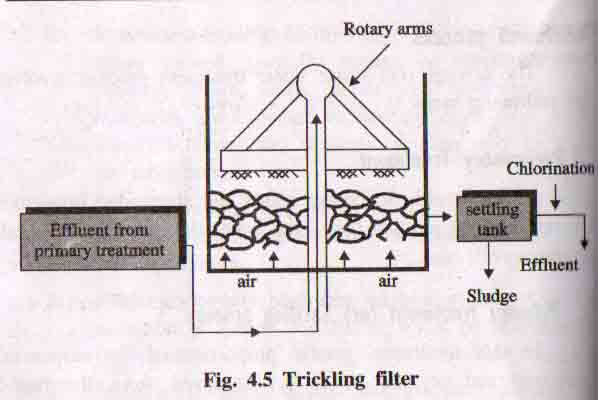 Rotary arms
Chlorination
Effluent from
primary treatment
settling
tank
air
air
Effluent
Sludge
Fig. 4.5 Trickling filter